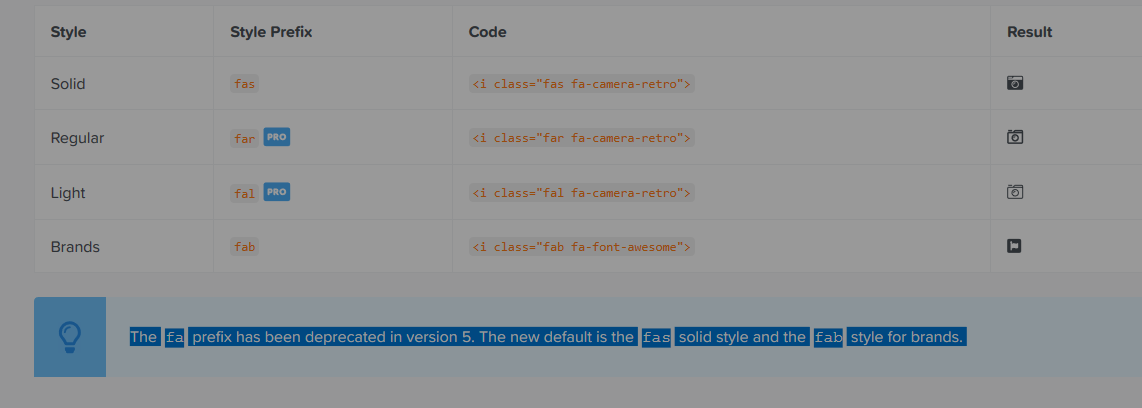 Style Style Prefix Code Result
Solid fas <i class="fas fa-camera-retro">
Regular far PRO <i class="far fa-camera-retro">
Light fal PRO <i class="fal fa-camera-retro">
Brands fab <i class="fab fa-font-awesome">
The fa prefix has been deprecated in version 5. The new default is the fas solid style and the fab style for brands.